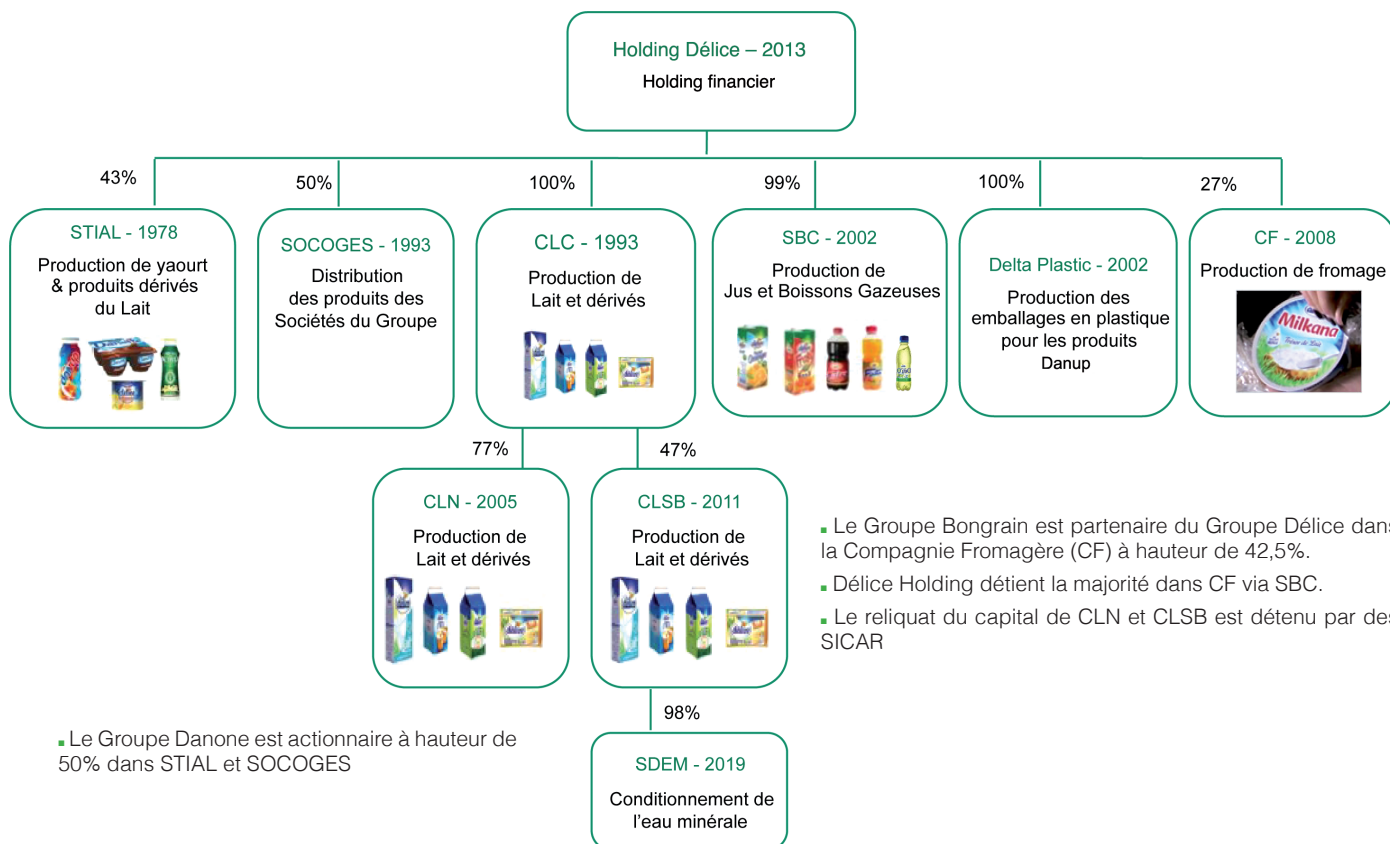 Holding Délice – 2013
Holding financier
43%
50%
100%
99%
100%
27%
STIAL - 1978
Production de yaourt
& produits dérivés
du Lait
SOCOGES - 1993
Distribution
des produits des
Sociétés du Groupe
CLC - 1993
Production de
Lait et dérivés
SBC - 2002
Production de
Jus et Boissons Gazeuses
Delta Plastic - 2002
Production des
emballages en plastique
pour les produits
Danup
CF - 2008
Production de fromage
Milkana
77%
47%
CLN - 2005
Production de
Lait et dérivés
CLSB - 2011
Production de
Lait et dérivés
▪ Le Groupe Bongrain est partenaire du Groupe Délice dans
la Compagnie Fromagère (CF) à hauteur de 42,5%.
▪ Délice Holding détient la majorité dans CF via SBC.
▪ Le reliquat du capital de CLN et CLSB est détenu par des
SICAR
98%
▪ Le Groupe Danone est actionnaire à hauteur de
50% dans STIAL et SOCOGES
SDEM - 2019
Conditionnement de
l'eau minérale